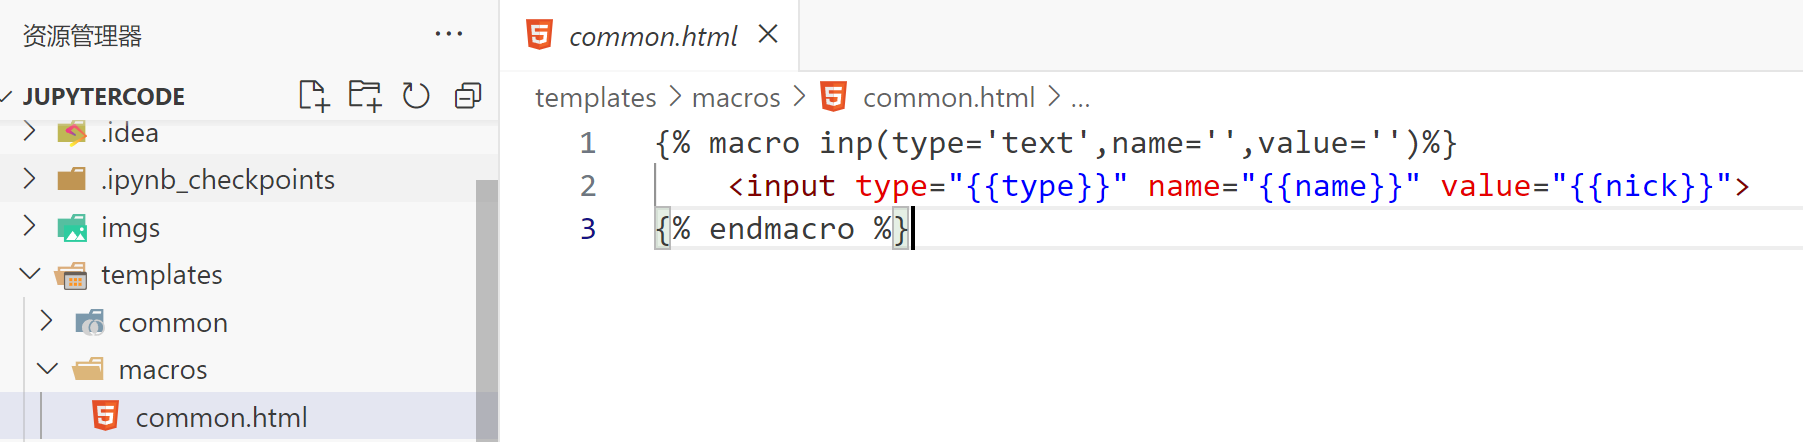 资源管理器 ...
JUPYTERCODE
.idea
.ipynb_checkpoints
imgs
templates
common
macros
common.html
common.html
templates > macros > common.html > ...
1 {% macro inp(type='text',name='',value='')%}
2 <input type="{{type}}" name="{{name}}" value="{{nick}}">
3 {% endmacro %}